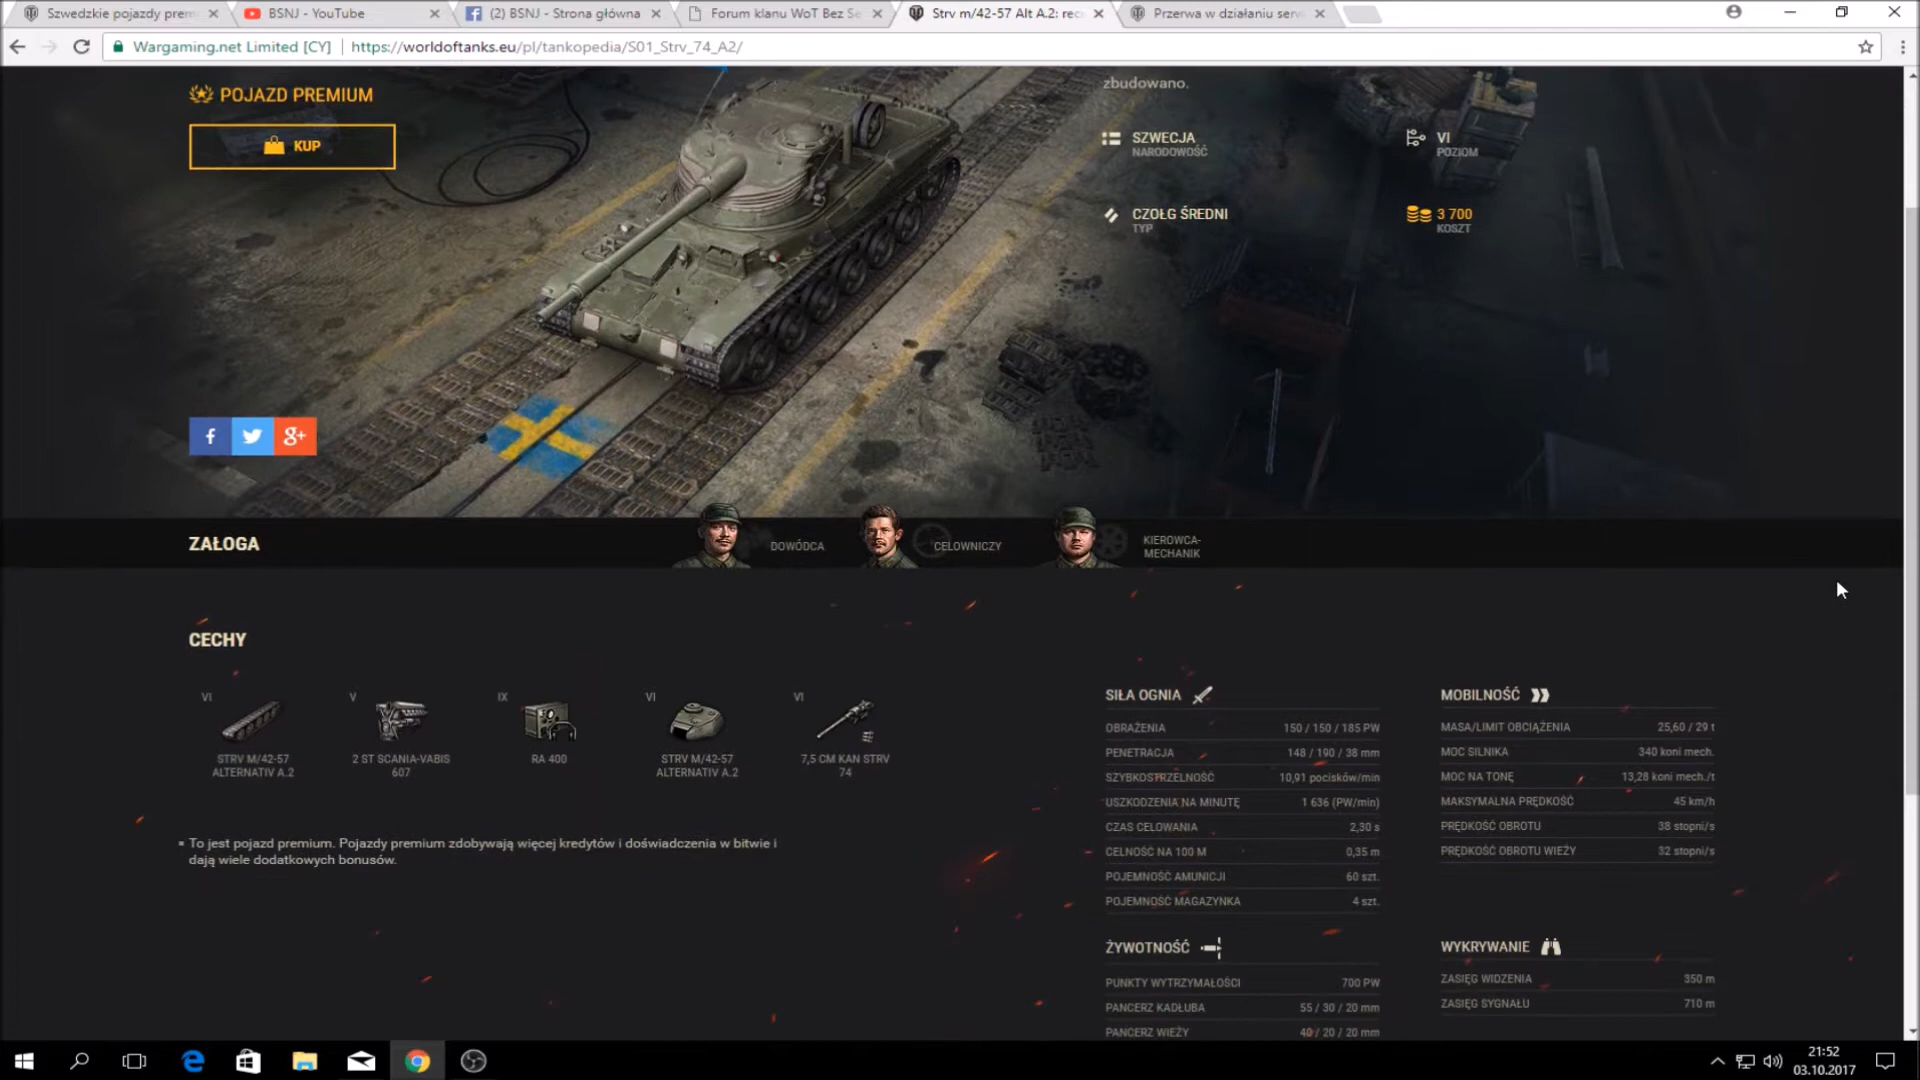 Szwedzkie pojazdy prem
BSNJ - YouTube
(2) BSNJ - Strona główna
Forum klanu WoT Bez Se
Strv m/42-57 Alt A.2: rec
Przerwa w działaniu serw
Wargaming.net Limited [CY]
https://worldoftanks.eu/pl/tankopedia/S01_Strv_74_A2/
POJAZD PREMIUM
KUP
zbudowano.
SZWECJA
NARODOWOŚĆ
VI
POZIOM
CZOŁG ŚREDNI
TYP
3 700
KOSZT
f
g+
ZAŁOGA
DOWÓDCA
CELOWNICZY
KIEROWCA-
MECHANIK
CECHY
VI
STRV M/42-57
ALTERNATIV A.2
V
2 ST SCANIA-VABIS
607
IX
RA 400
VI
STRV M/42-57
ALTERNATIV A.2
VI
7,5 CM KAN STRV
74
To jest pojazd premium. Pojazdy premium zdobywają więcej kredytów i doświadczenia w bitwie i
dają wiele dodatkowych bonusów.
SIŁA OGNIA
OBRAŻENIA 150 / 150 / 185 PW
PENETRACJA 148 / 190 / 38 mm
SZYBKOSTRZELNOŚĆ 10,91 pocisków/min
USZKODZENIA NA MINUTĘ 1 636 (PW/min)
CZAS CELOWANIA 2,30 s
CELNOŚĆ NA 100 M 0,35 m
POJEMNOŚĆ AMUNICJI 60 szt.
POJEMNOŚĆ MAGAZYNKA 4 szt.
MOBILNOŚĆ
MASA/LIMIT OBCIĄŻENIA 25,60 / 29 t
MOC SILNIKA 340 koni mech.
MOC NA TONĘ 13,28 koni mech./t
MAKSYMALNA PRĘDKOŚĆ 45 km/h
PRĘDKOŚĆ OBROTU 38 stopni/s
PRĘDKOŚĆ OBROTU WIEŻY 32 stopni/s
ŻYWOTNOŚĆ
PUNKTY WYTRZYMAŁOŚCI 700 PW
PANCERZ KADŁUBA 55 / 30 / 20 mm
PANCERZ WIEŻY 40 / 20 / 20 mm
WYKRYWANIE
ZASIĘG WIDZENIA 350 m
ZASIĘG SYGNAŁU 710 m
21:52
03.10.2017